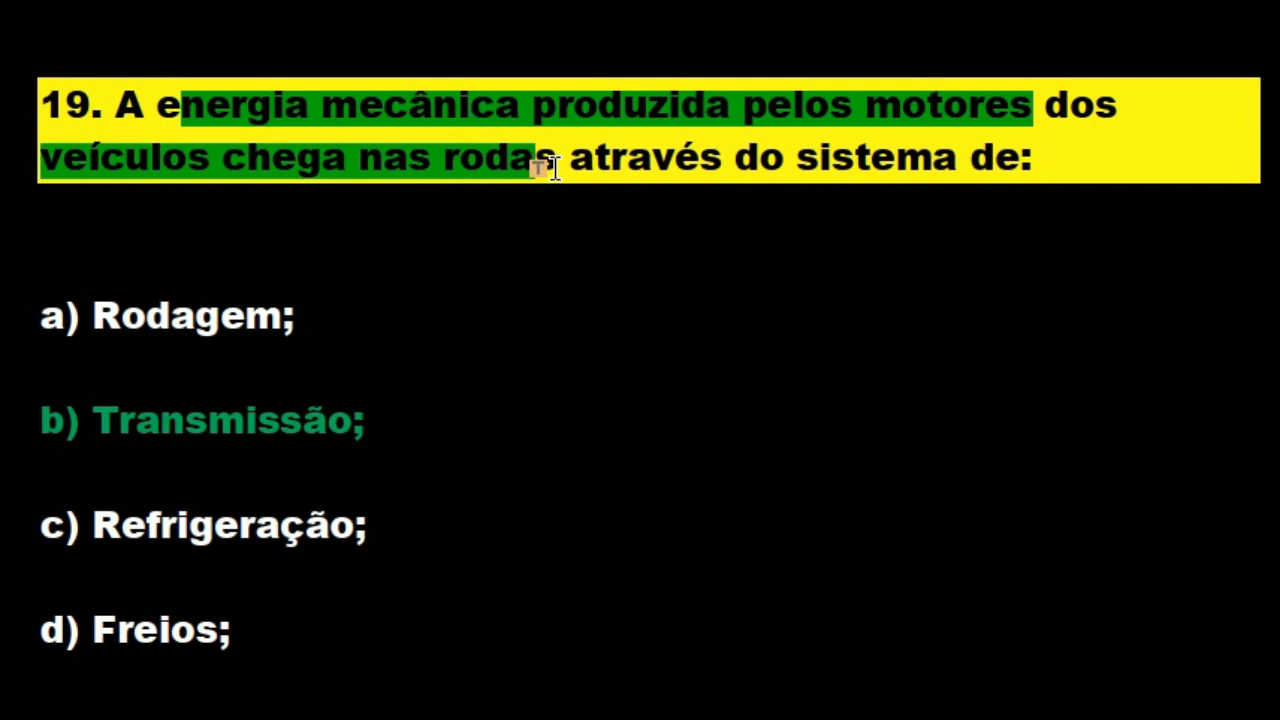 19. A energia mecânica produzida pelos motores dos
veículos chega nas rodas através do sistema de:
a) Rodagem;
b) Transmissão;
c) Refrigeração;
d) Freios;